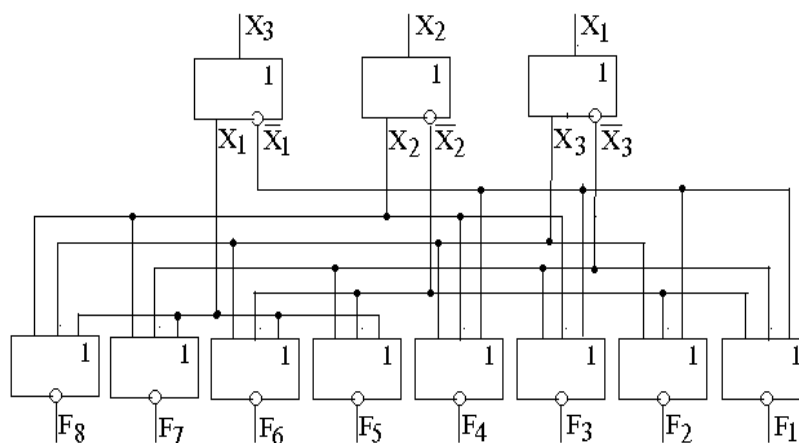 X3 X2 X1
1 1 1
X1 X̅1 X2 X̅2 X3 X̅3
1 1 1 1 1 1 1 1
F8 F7 F6 F5 F4 F3 F2 F1